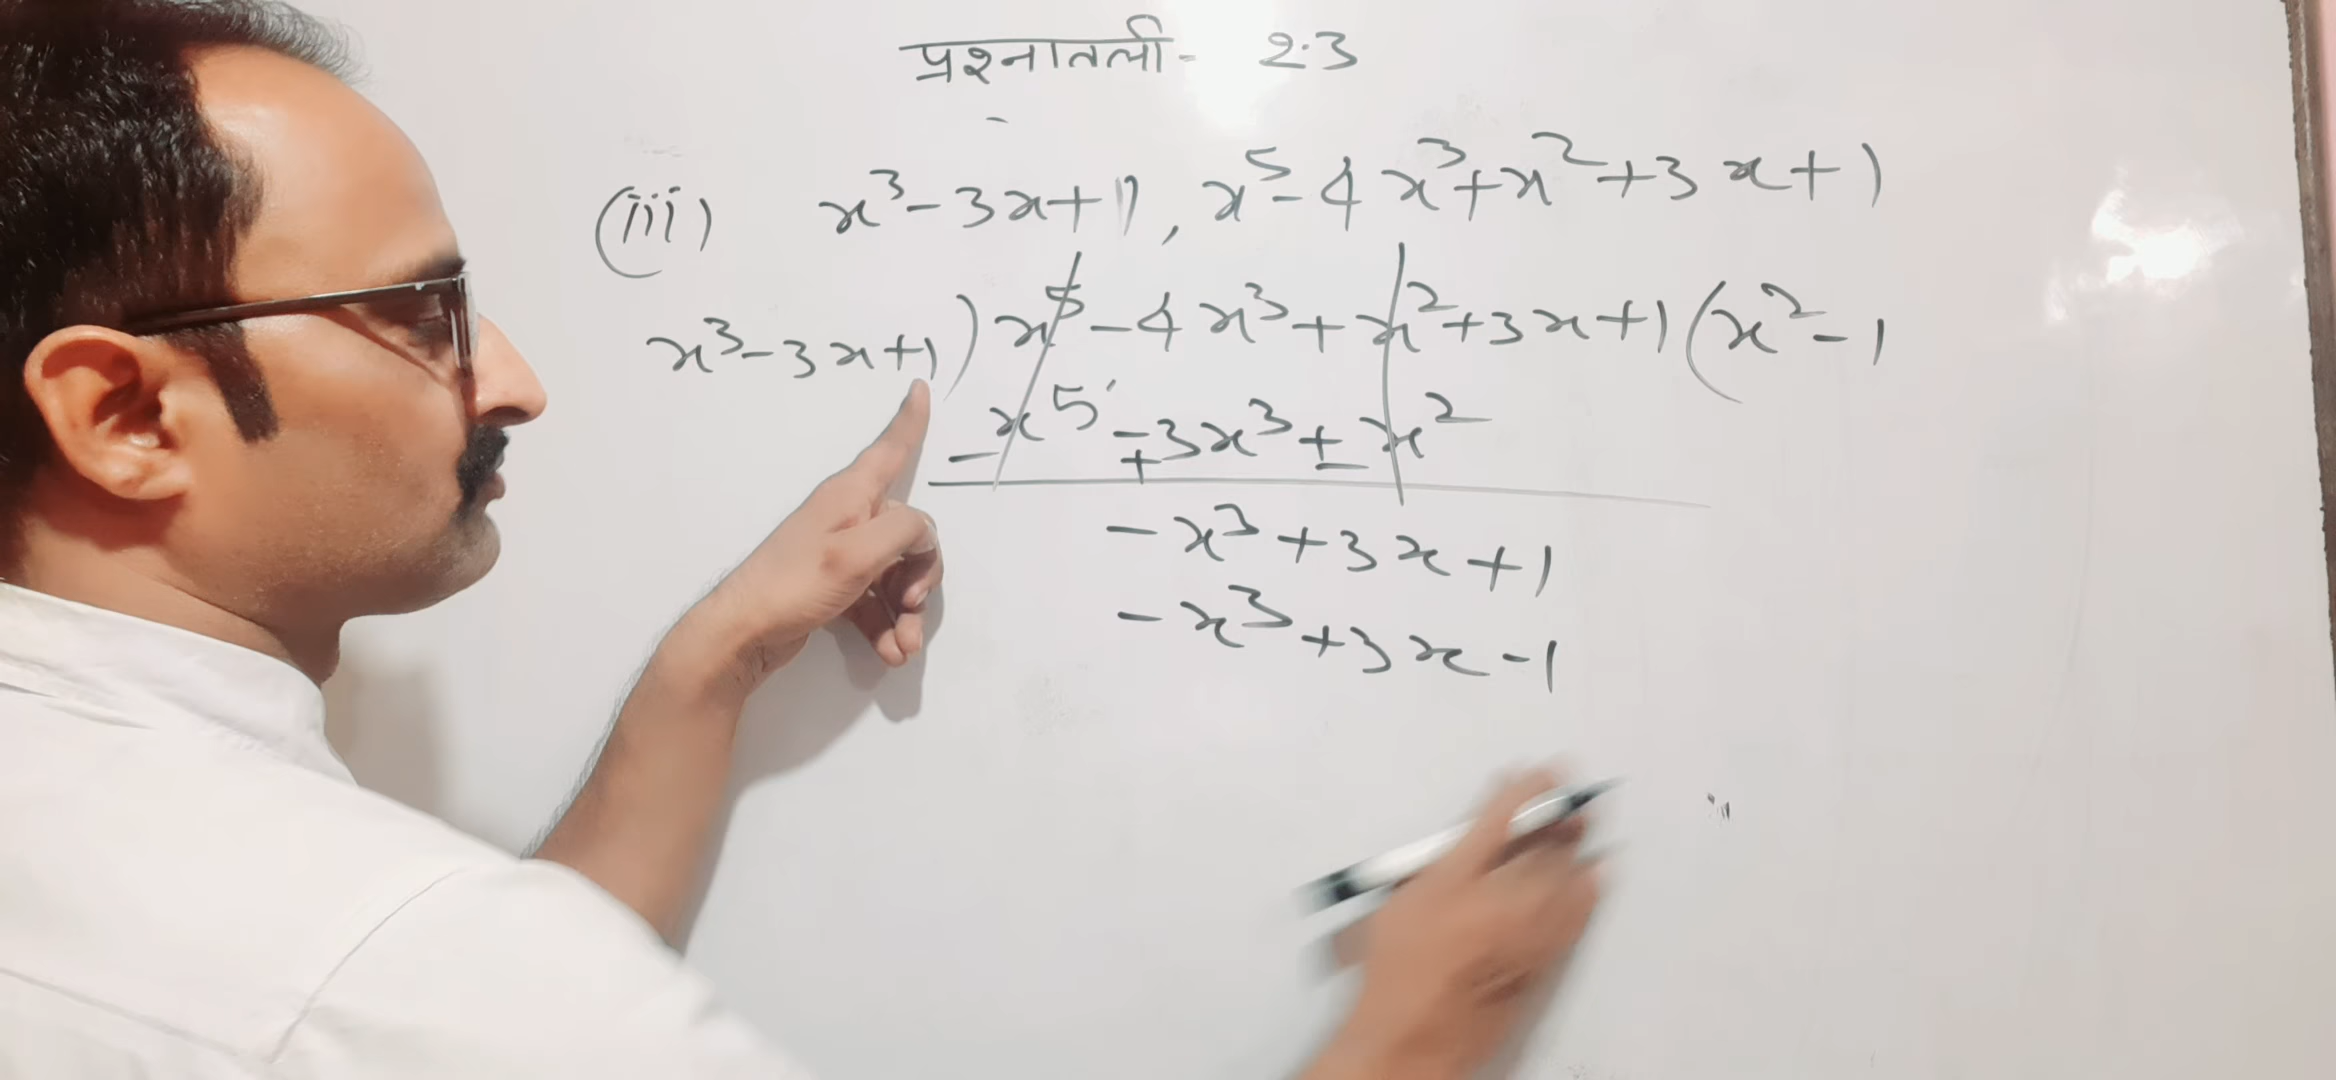 प्रश्नातली - 2.3
(iii) x³-3x+1, x⁵-4x³+x²+3x+1
x³-3x+1)x⁵-4x³+x²+3x+1(x²-1
x⁵-3x³+x²
- + -
-x³+3x+1
-x³+3x-1